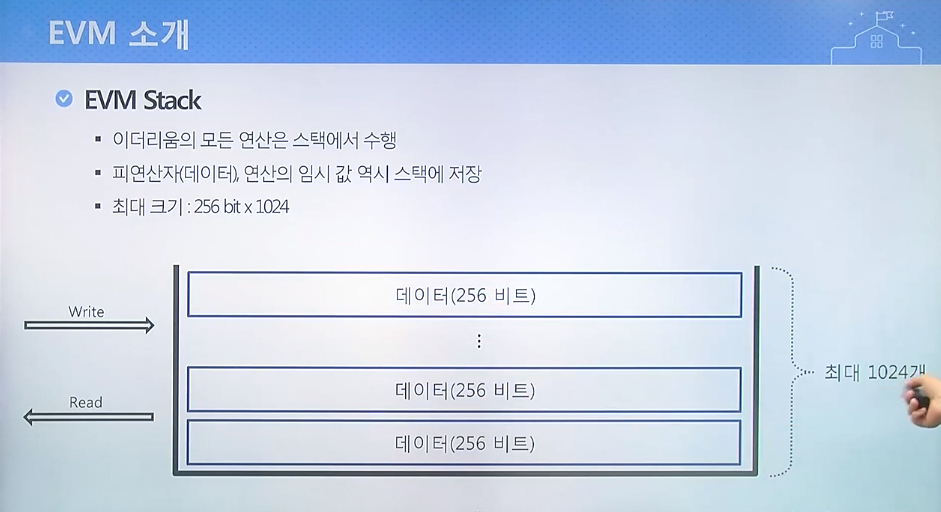 EVM 소개
EVM Stack
이더리움의 모든 연산은 스택에서 수행
피연산자(데이터), 연산의 임시 값 역시 스택에 저장
최대 크기 : 256 bit x 1024
데이터(256 비트)
Write
⋮
최대 1024개
데이터(256 비트)
Read
데이터(256 비트)